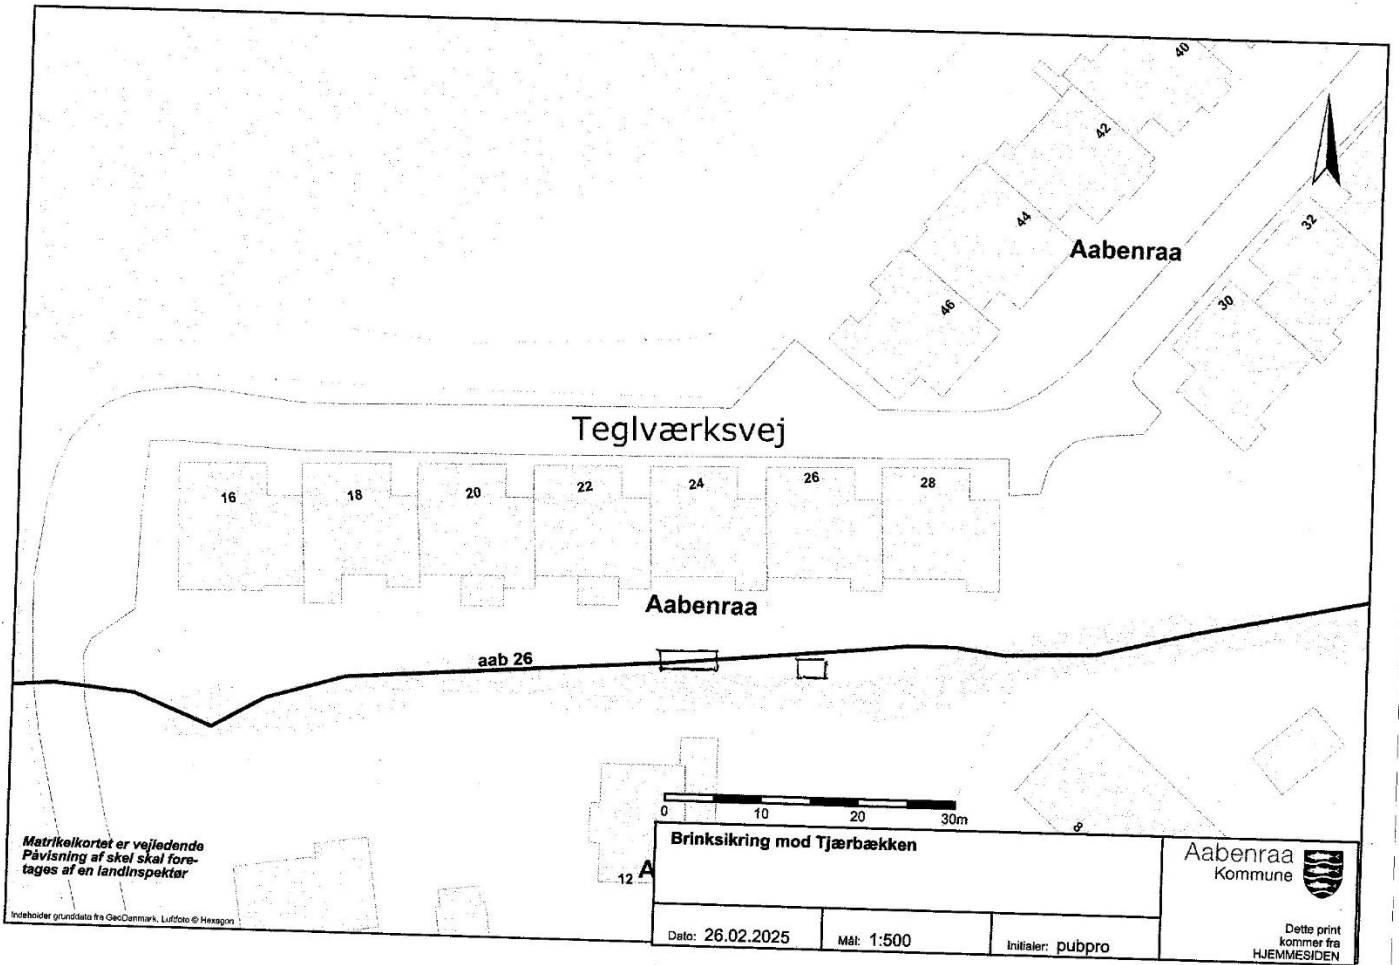 40
42
44
Aabenraa
32
46
30
Teglværksvej
16
18
20
22
24
26
28
Aabenraa
aab 26
0 10 20 30m
8
12 A
Matrikelkortet er vejledende
Påvisning af skel skal fore-
tages af en landinspektør
Indeholder grunddata fra GeoDanmark, Luftfoto © Hexagon
Brinksikring mod Tjærbækken
Dato: 26.02.2025
Mål: 1:500
Initialer: pubpro
Aabenraa
Kommune
Dette print
kommer fra
HJEMMESIDEN